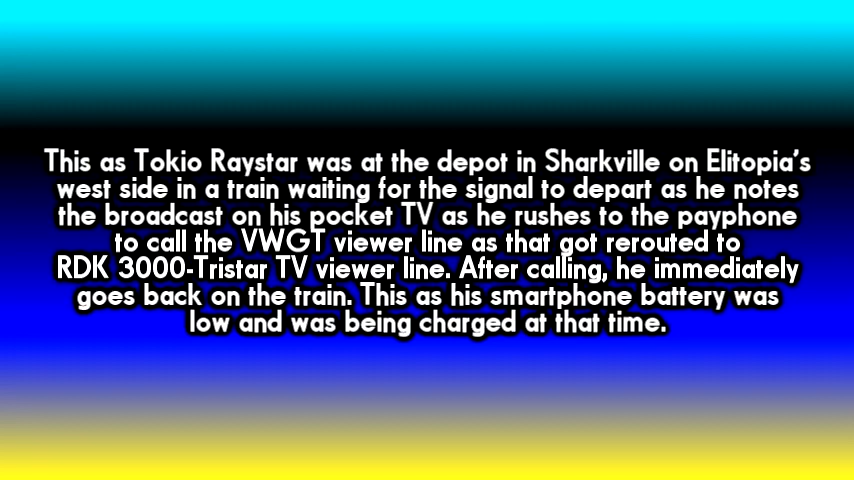 This as Tokio Raystar was at the depot in Sharkville on Elitopia's
west side in a train waiting for the signal to depart as he notes
the broadcast on his pocket TV as he rushes to the payphone
to call the VWGT viewer line as that got rerouted to
RDK 3000-Tristar TV viewer line. After calling, he immediately
goes back on the train. This as his smartphone battery was
low and was being charged at that time.